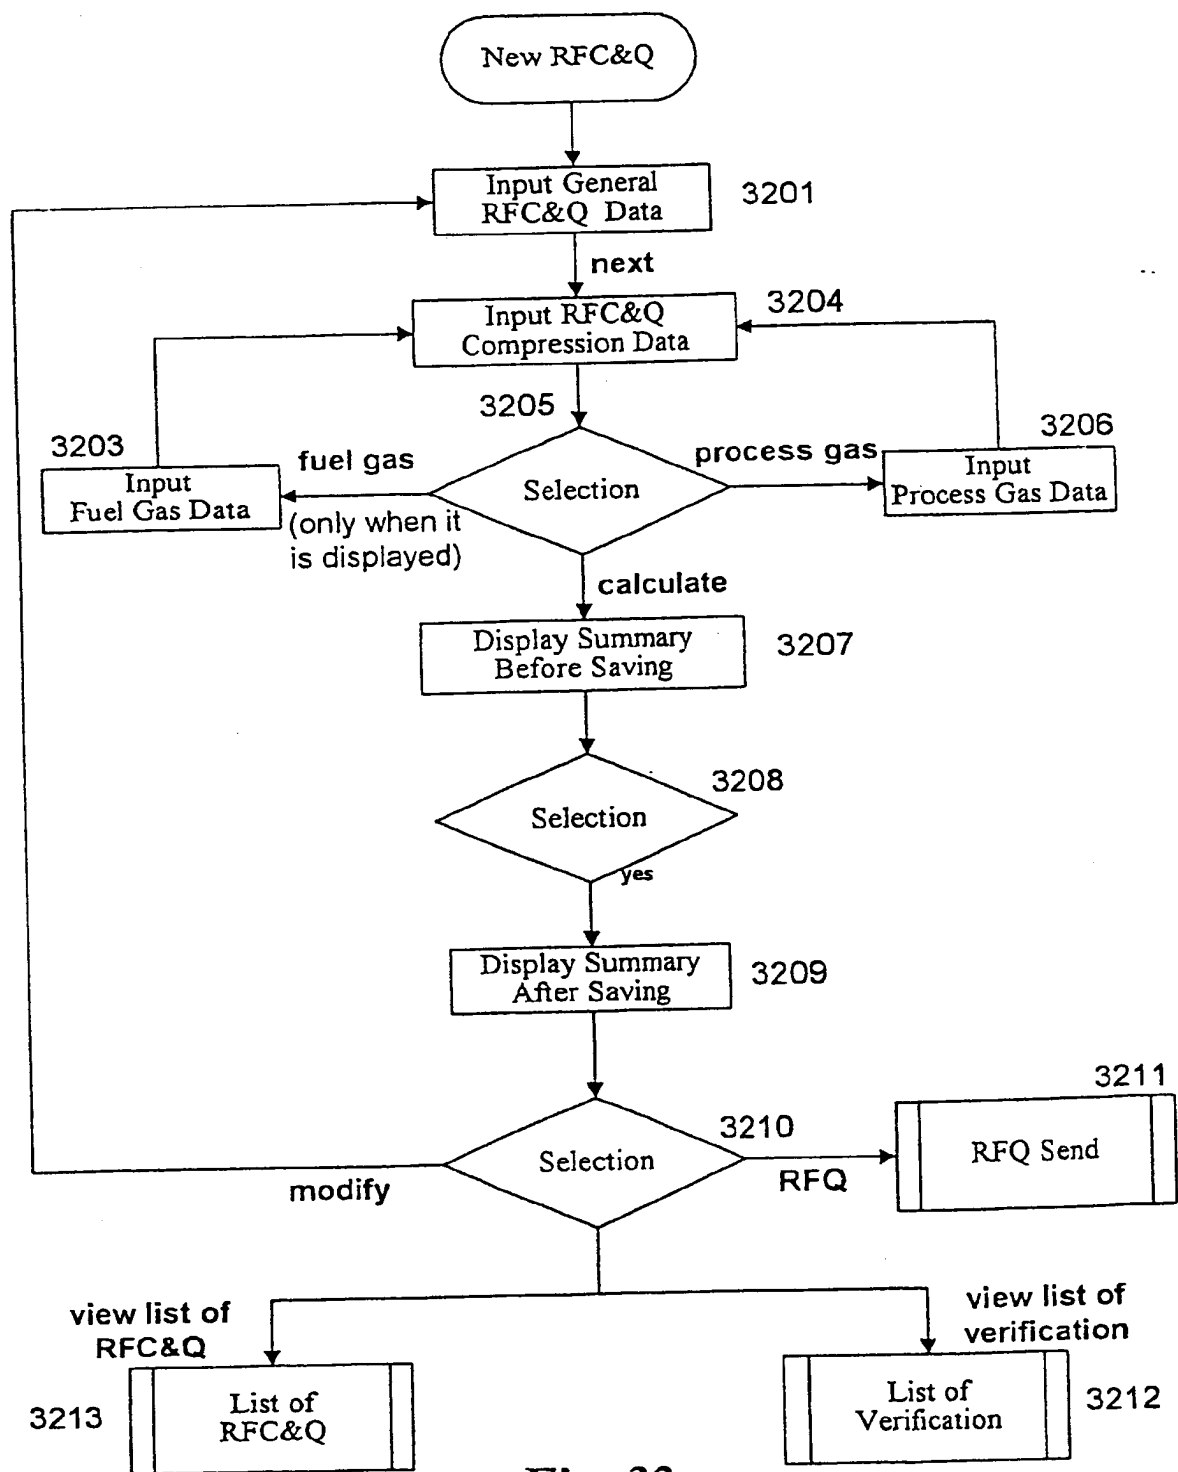 New RFC&Q
Input General
RFC&Q Data
3201
next
3204
Input RFC&Q
Compression Data
3205
3203
fuel gas
process gas
3206
Input
Fuel Gas Data
Selection
Input
Process Gas Data
(only when it
is displayed)
calculate
Display Summary
Before Saving
3207
3208
Selection
yes
Display Summary
After Saving
3209
3211
3210
Selection
RFQ Send
modify
RFQ
view list of
RFC&Q
view list of
verification
3213
List of
RFC&Q
List of
Verification
3212